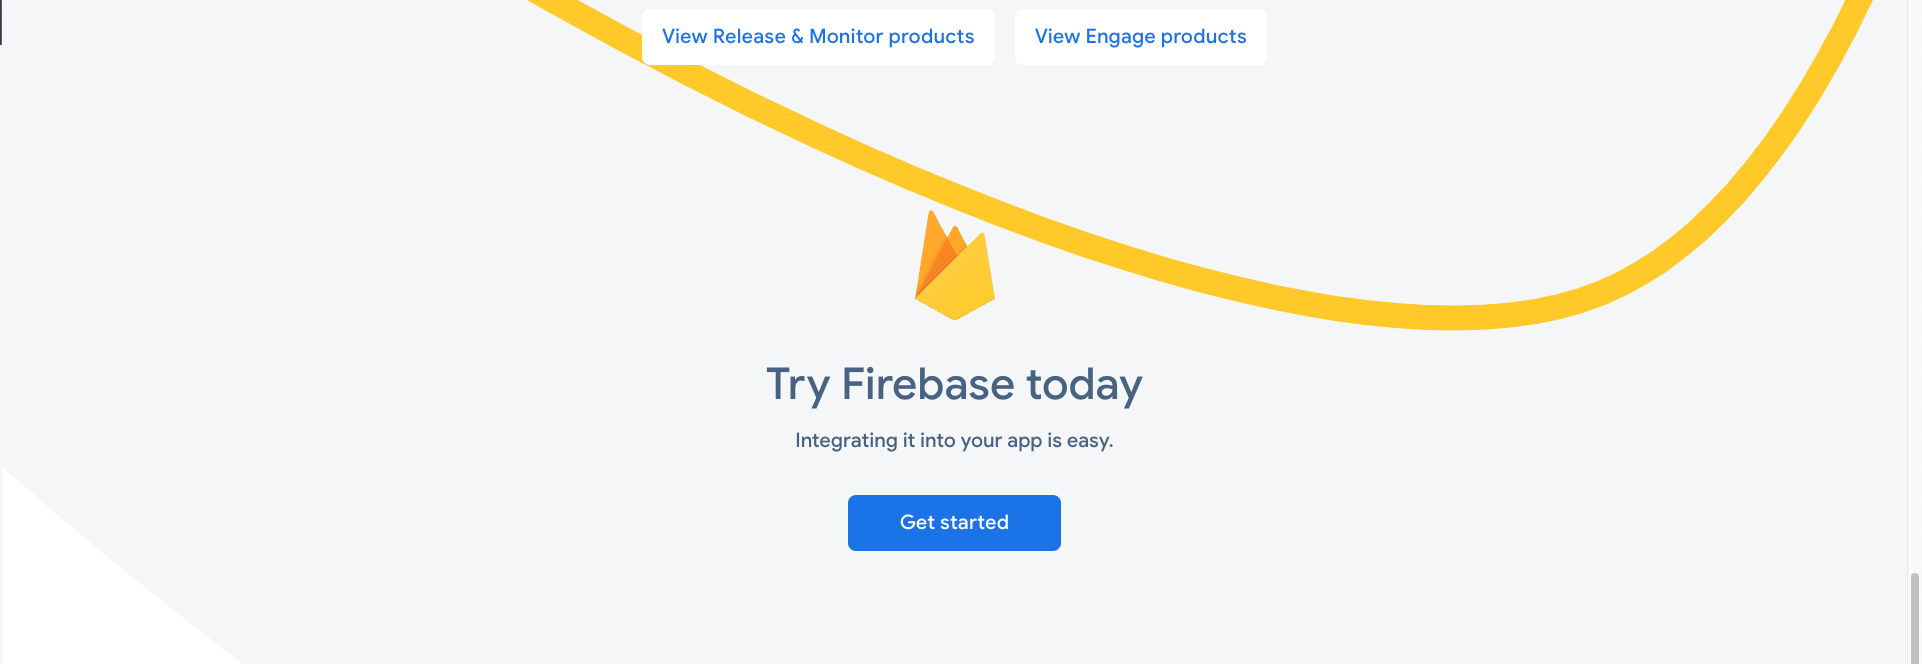 View Release & Monitor products
View Engage products
Try Firebase today
Integrating it into your app is easy.
Get started